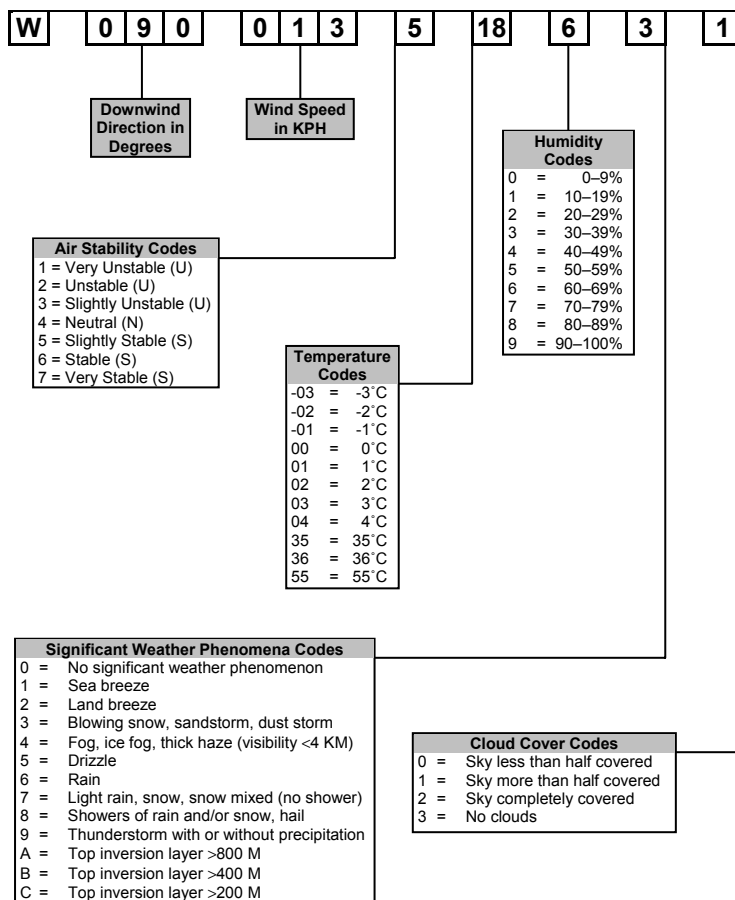 W 0 9 0 0 1 3 5 18 6 3 1
Downwind
Direction in
Degrees
Wind Speed
in KPH
Humidity
Codes
0 = 0–9%
1 = 10–19%
2 = 20–29%
3 = 30–39%
4 = 40–49%
5 = 50–59%
6 = 60–69%
7 = 70–79%
8 = 80–89%
9 = 90–100%
Air Stability Codes
1 = Very Unstable (U)
2 = Unstable (U)
3 = Slightly Unstable (U)
4 = Neutral (N)
5 = Slightly Stable (S)
6 = Stable (S)
7 = Very Stable (S)
Temperature
Codes
-03 = -3˚C
-02 = -2˚C
-01 = -1˚C
00 = 0˚C
01 = 1˚C
02 = 2˚C
03 = 3˚C
04 = 4˚C
35 = 35˚C
36 = 36˚C
55 = 55˚C
Significant Weather Phenomena Codes
0 = No significant weather phenomenon
1 = Sea breeze
2 = Land breeze
3 = Blowing snow, sandstorm, dust storm
4 = Fog, ice fog, thick haze (visibility <4 KM)
5 = Drizzle
6 = Rain
7 = Light rain, snow, snow mixed (no shower)
8 = Showers of rain and/or snow, hail
9 = Thunderstorm with or without precipitation
A = Top inversion layer >800 M
B = Top inversion layer >400 M
C = Top inversion layer >200 M
Cloud Cover Codes
0 = Sky less than half covered
1 = Sky more than half covered
2 = Sky completely covered
3 = No clouds